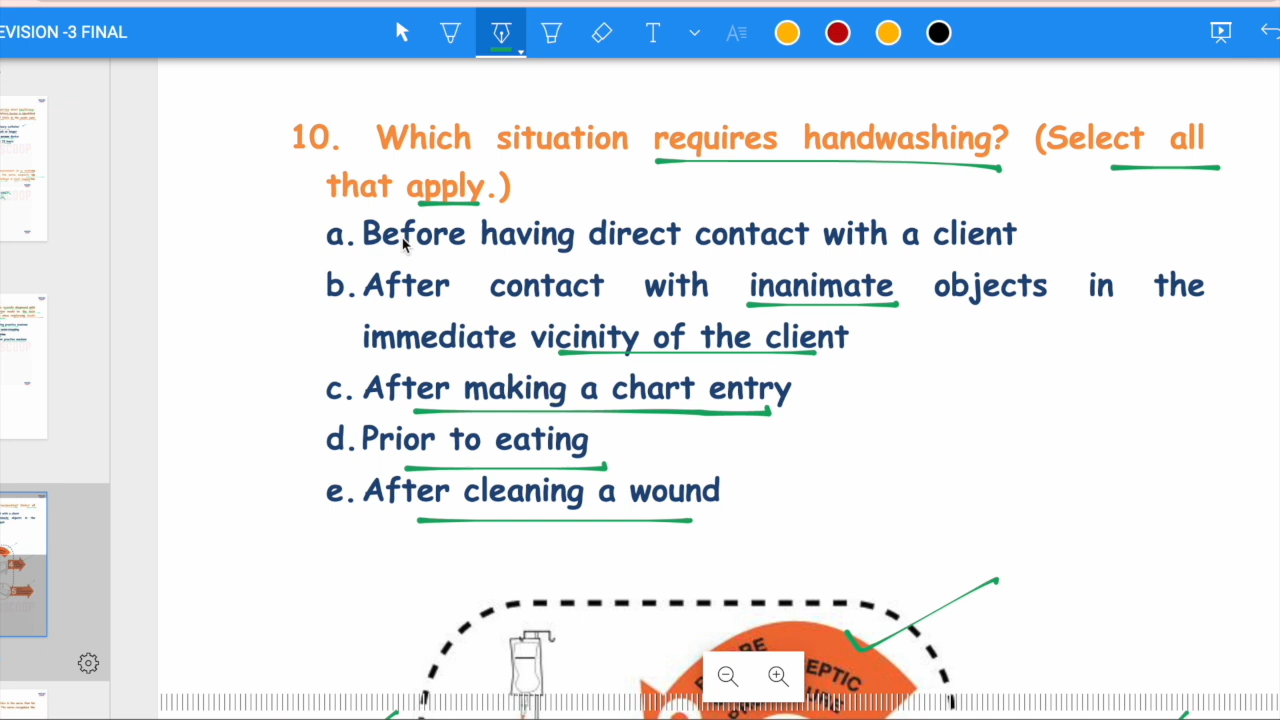 EVISION -3 FINAL
10. Which situation requires handwashing? (Select all
that apply.)
a. Before having direct contact with a client
b. After contact with inanimate objects in the
immediate vicinity of the client
c. After making a chart entry
d. Prior to eating
e. After cleaning a wound